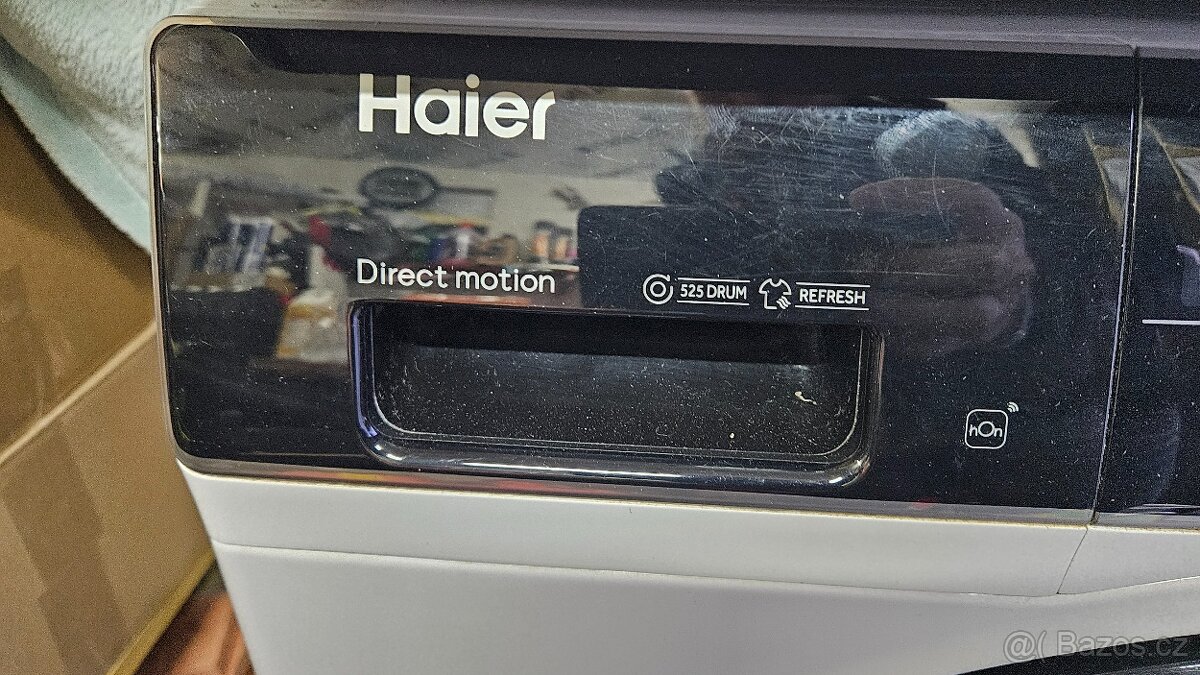 Haier
Direct motion
525 DRUM REFRESH
hOn
@( Bazos.cz